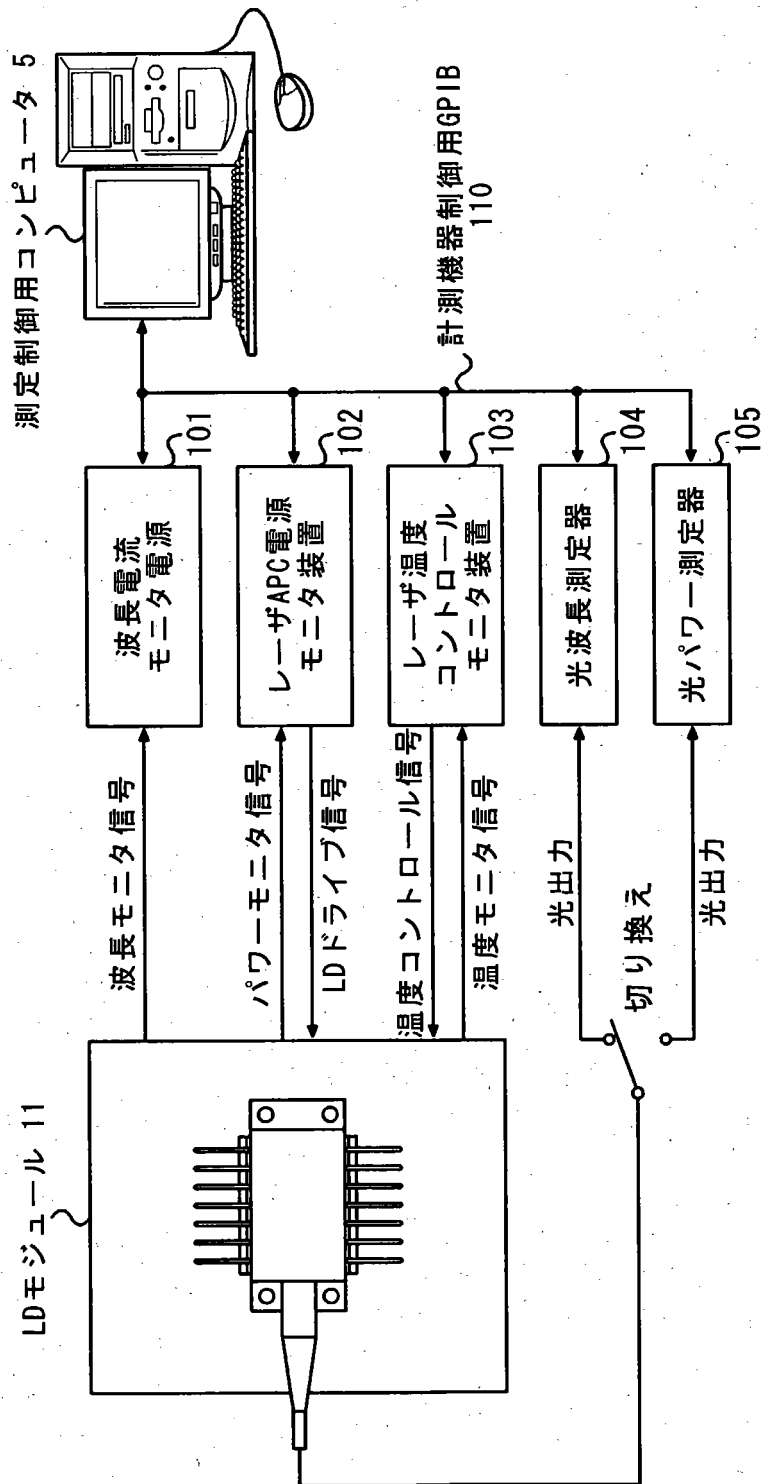 LDモジュール 11
測定制御用コンピュータ 5
波長モニタ信号
波長電流
モニタ電源
101
パワーモニタ信号
LDドライブ信号
レーザAPC電源
モニタ装置
102
温度コントロール信号
温度モニタ信号
レーザ温度
コントロール
モニタ装置
103
計測機器制御用GPIB
110
光出力
光波長測定器
104
切り換え
光出力
光パワー測定器
105